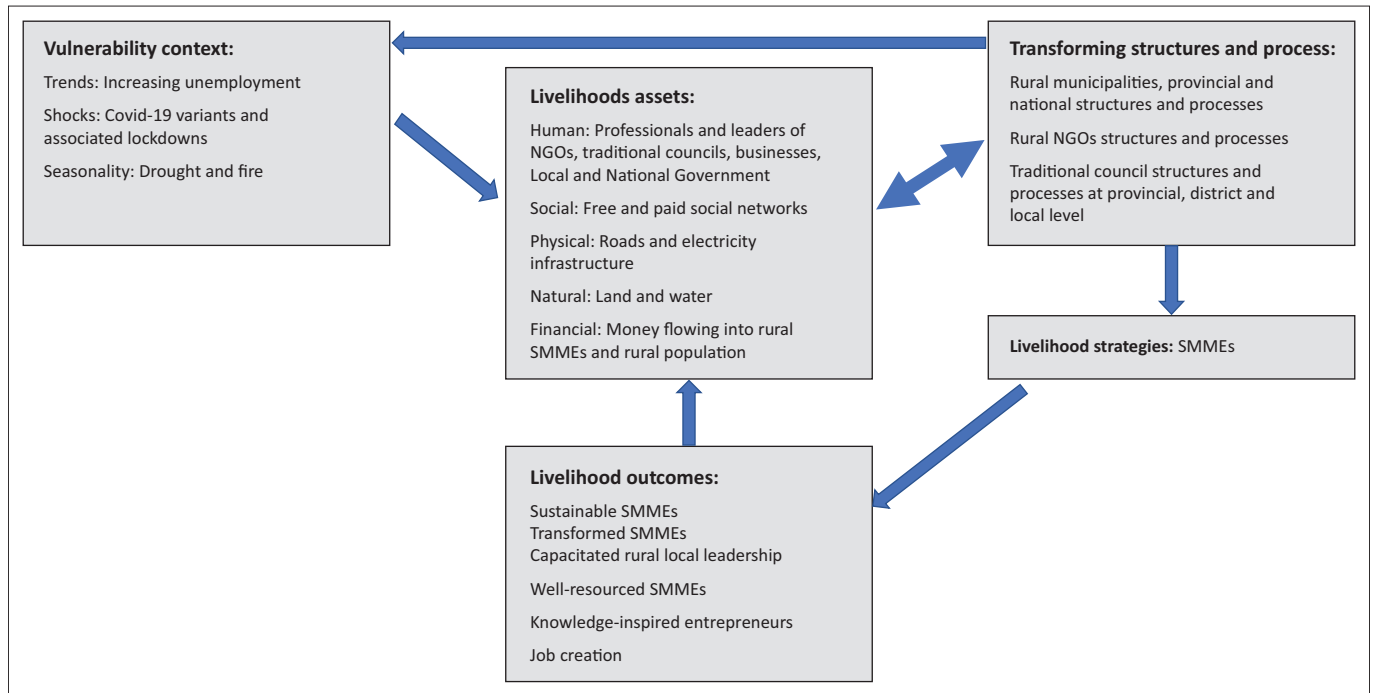 Vulnerability context:
Trends: Increasing unemployment
Shocks: Covid-19 variants and
associated lockdowns
Seasonality: Drought and fire
Livelihoods assets:
Human: Professionals and leaders of
NGOs, traditional councils, businesses,
Local and National Government
Social: Free and paid social networks
Physical: Roads and electricity
infrastructure
Natural: Land and water
Financial: Money flowing into rural
SMMEs and rural population
Transforming structures and process:
Rural municipalities, provincial and
national structures and processes
Rural NGOs structures and processes
Traditional council structures and
processes at provincial, district and
local level
Livelihood strategies: SMMEs
Livelihood outcomes:
Sustainable SMMEs
Transformed SMMEs
Capacitated rural local leadership
Well-resourced SMMEs
Knowledge-inspired entrepreneurs
Job creation